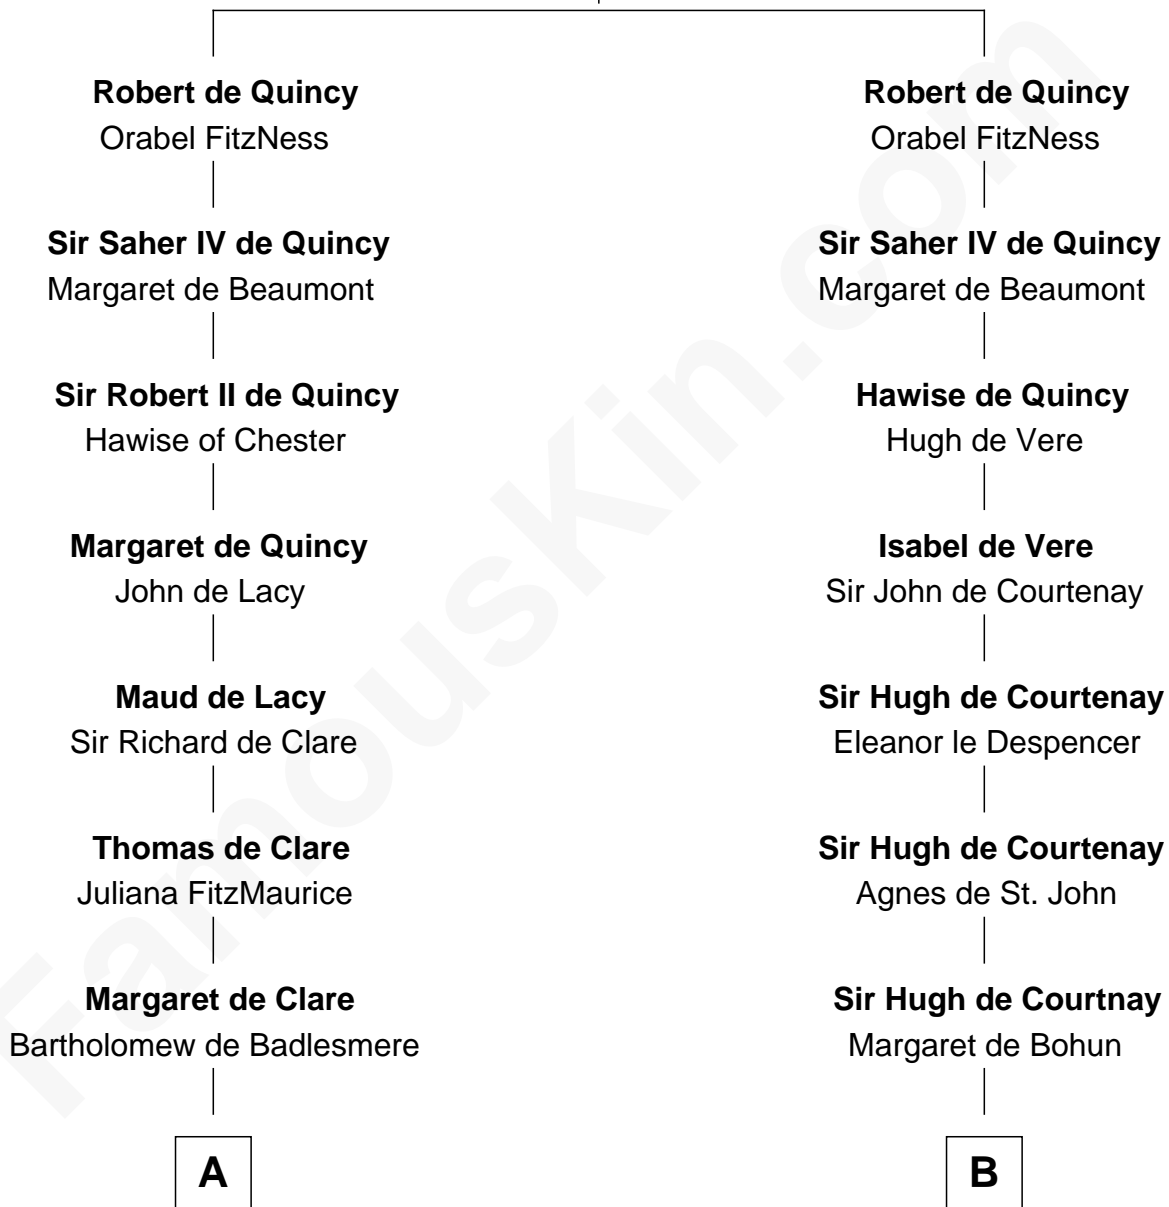 Robert de Quincy
Orabel FitzNess
Sir Saher IV de Quincy
Margaret de Beaumont
Sir Robert II de Quincy
Hawise of Chester
Margaret de Quincy
John de Lacy
Maud de Lacy
Sir Richard de Clare
Thomas de Clare
Juliana FitzMaurice
Margaret de Clare
Bartholomew de Badlesmere
A
Robert de Quincy
Orabel FitzNess
Sir Saher IV de Quincy
Margaret de Beaumont
Hawise de Quincy
Hugh de Vere
Isabel de Vere
Sir John de Courtenay
Sir Hugh de Courtenay
Eleanor le Despencer
Sir Hugh de Courtenay
Agnes de St. John
Sir Hugh de Courtnay
Margaret de Bohun
B
FamousKin.com